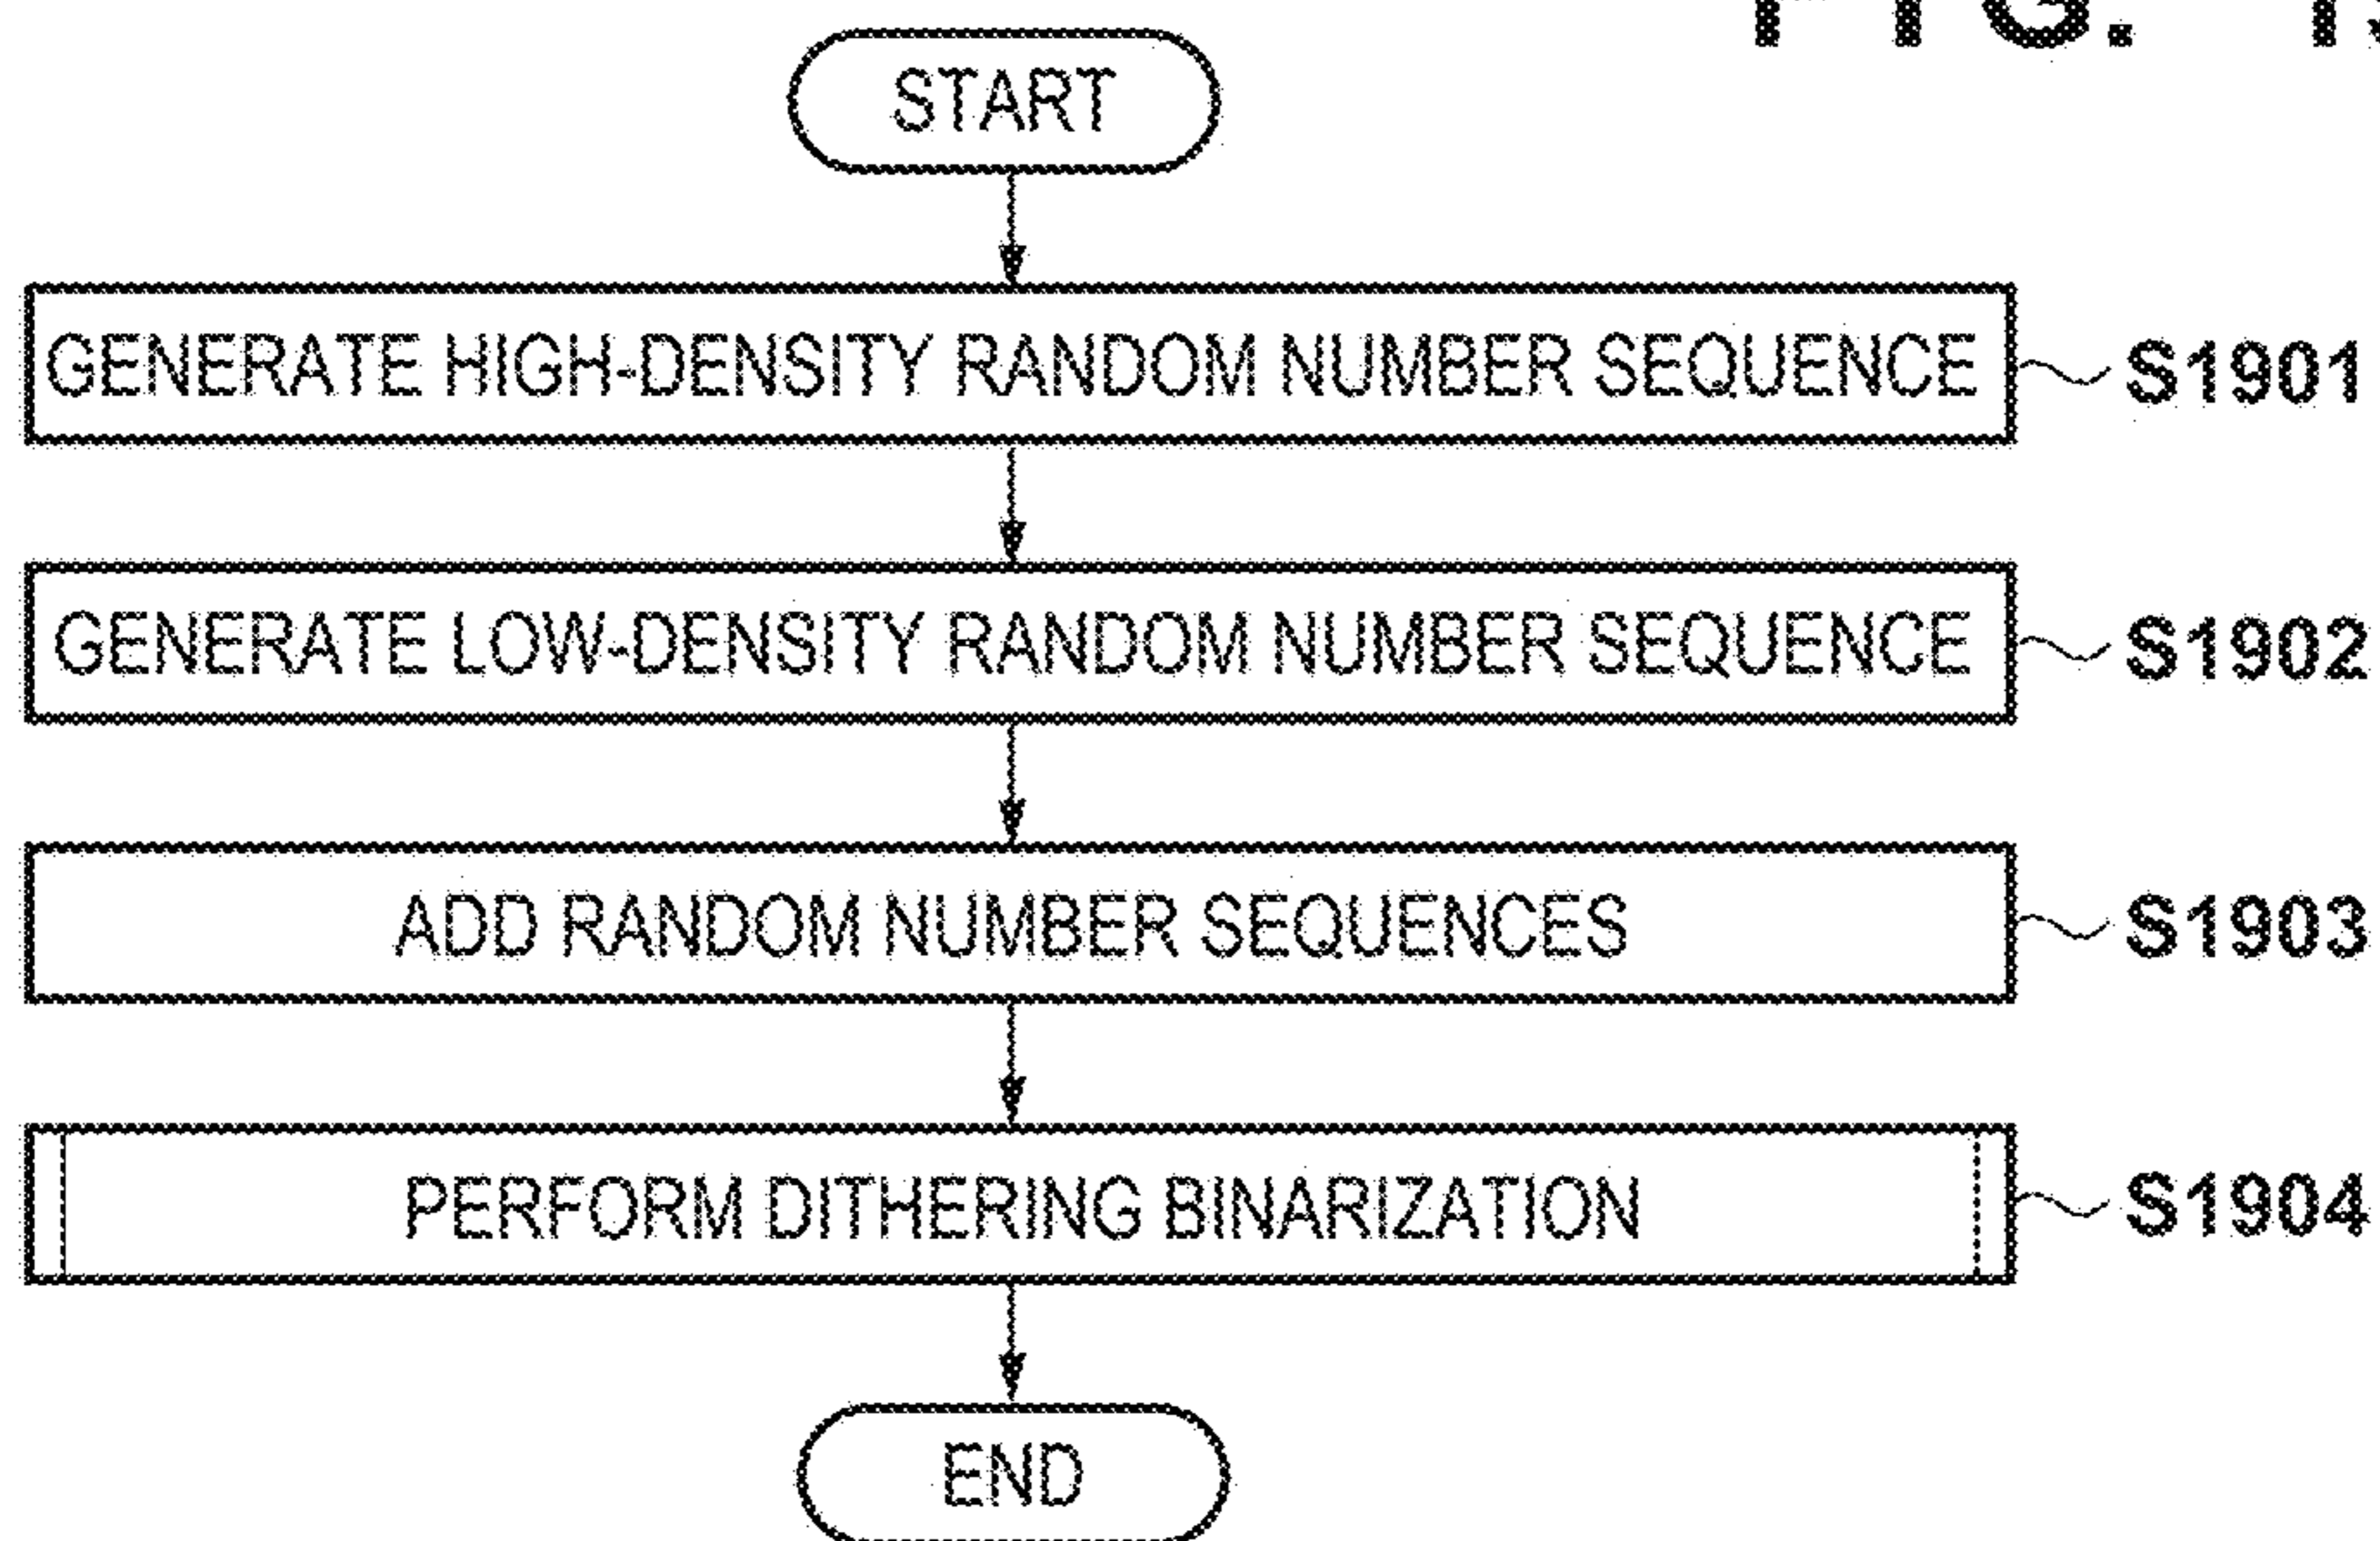 FIG.
START
GENERATE HIGH-DENSITY RANDOM NUMBER SEQUENCE S1901
GENERATE LOW-DENSITY RANDOM NUMBER SEQUENCE S1902
ADD RANDOM NUMBER SEQUENCES S1903
PERFORM DITHERING BINARIZATION S1904
END